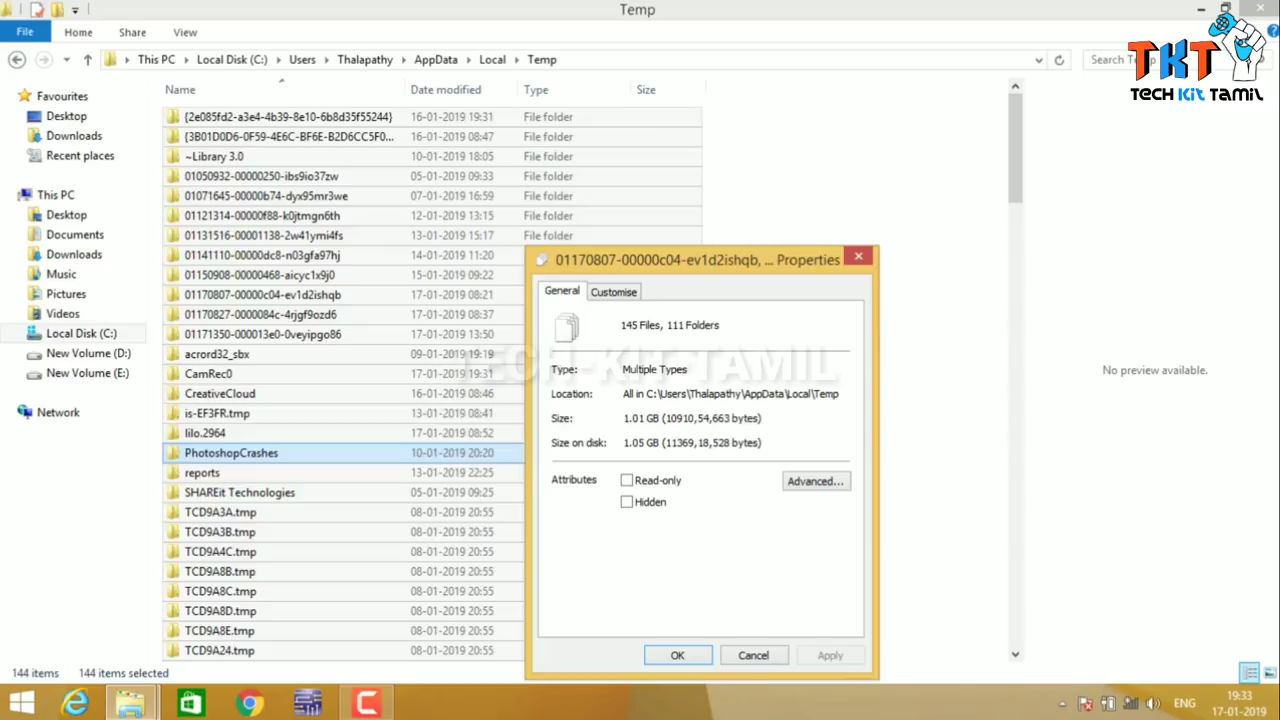 Temp
File Home Share View
This PC Local Disk (C:) Users Thalapathy AppData Local Temp
TKT
TECH KIT TAMIL
Name Date modified Type Size
Favourites
Desktop
Downloads
Recent places
This PC
Desktop
Documents
Downloads
Music
Pictures
Videos
Local Disk (C:)
New Volume (D:)
New Volume (E:)
Network
{2e085fd2-a3e4-4b39-8e10-6b8d35f55244} 16-01-2019 19:31 File folder
{3B01D0D6-0F59-4E6C-BF6E-B2D6CC5F0... 16-01-2019 08:47 File folder
~Library 3.0 10-01-2019 18:05 File folder
01050932-00000250-ibs9io37zw 05-01-2019 09:33 File folder
01071645-00000b74-dyx95mr3we 07-01-2019 16:59 File folder
01121314-00000f88-k0jtmgn6th 12-01-2019 13:15 File folder
01131516-00001138-2w41ymi4fs 13-01-2019 15:17 File folder
01141110-00000dc8-n03gfa97hj 14-01-2019 11:20
01150908-00000468-aicyc1x9j0 15-01-2019 09:22
01170807-00000c04-ev1d2ishqb 17-01-2019 08:21
01170827-0000084c-4rjgf9ozd6 17-01-2019 08:37
01171350-000013e0-0veyipgo86 17-01-2019 13:50
acrord32_sbx 09-01-2019 19:19
CamRec0 17-01-2019 19:31
CreativeCloud 16-01-2019 08:46
is-EF3FR.tmp 13-01-2019 08:41
lilo.2964 17-01-2019 08:52
PhotoshopCrashes 10-01-2019 20:20
reports 13-01-2019 22:25
SHAREit Technologies 05-01-2019 09:25
TCD9A3A.tmp 08-01-2019 20:55
TCD9A3B.tmp 08-01-2019 20:55
TCD9A4C.tmp 08-01-2019 20:55
TCD9A8B.tmp 08-01-2019 20:55
TCD9A8C.tmp 08-01-2019 20:55
TCD9A8D.tmp 08-01-2019 20:55
TCD9A8E.tmp 08-01-2019 20:55
TCD9A24.tmp 08-01-2019 20:55
01170807-00000c04-ev1d2ishqb, ... Properties
General Customise
145 Files, 111 Folders
TECH-KIT-TAMIL
Type: Multiple Types
Location: All in C:\Users\Thalapathy\AppData\Local\Temp
Size: 1.01 GB (10910,54,663 bytes)
Size on disk: 1.05 GB (11369,18,528 bytes)
Attributes Read-only Advanced...
Hidden
OK Cancel Apply
No preview available.
144 items 144 items selected
ENG
19:33
17-01-2019